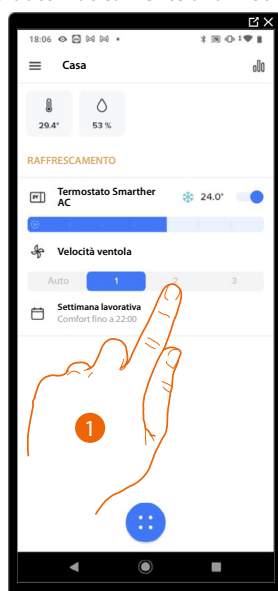 18:06
Casa
29.4° 53 %
RAFFRESCAMENTO
Termostato Smarther
AC
24.0°
Velocità ventola
Auto 1 2 3
Settimana lavorativa
Comfort fino a 22:00
1